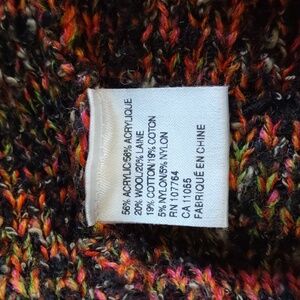 56% ACRYLIC/56% ACRYLIQUE
20% WOOL/20% LAINE
19% COTTON/19% COTON
5% NYLON/5% NYLON
RN 107764
CA 11055
FABRIQUÉ EN CHINE